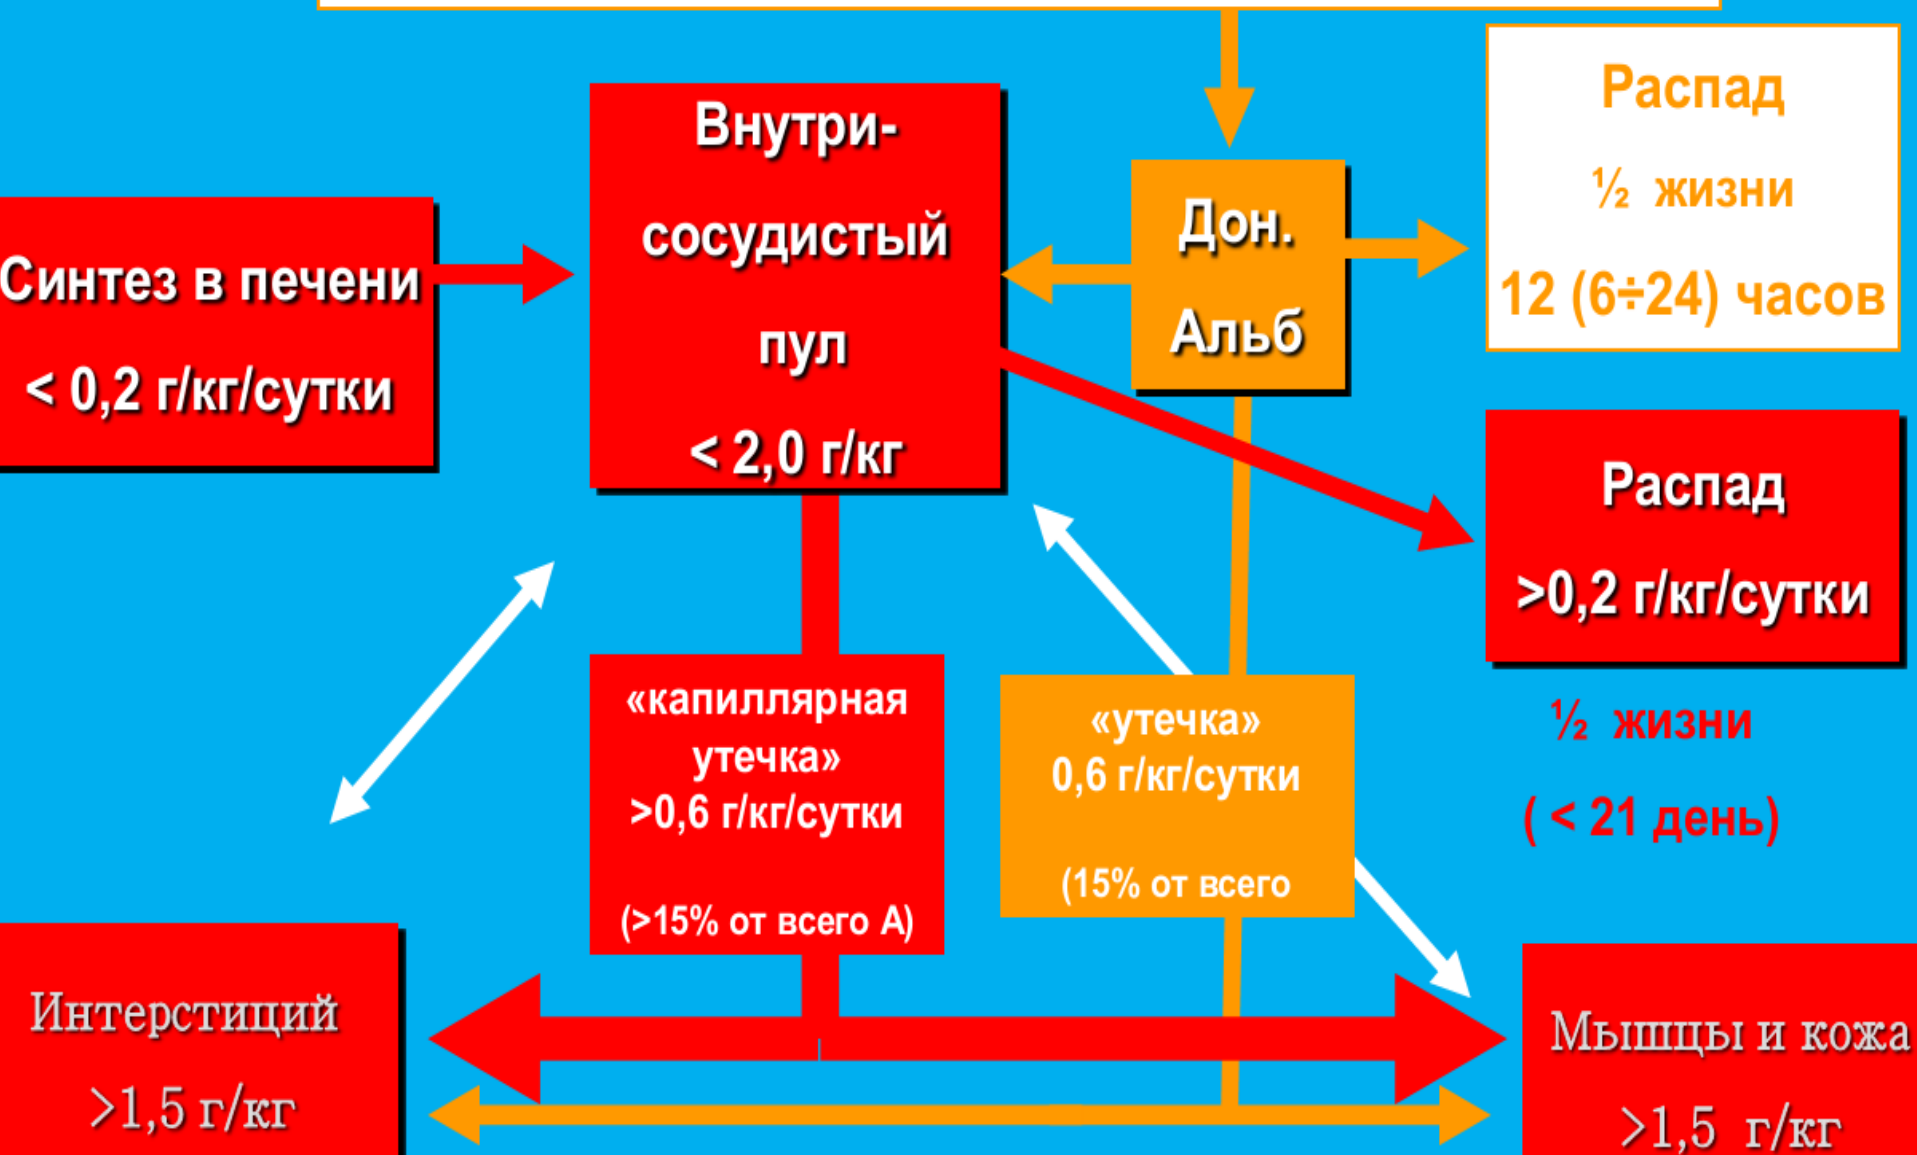 Внутри-
сосудистый
пул
< 2,0 г/кг
Синтез в печени
< 0,2 г/кг/сутки
Дон.
Альб
Распад
½ жизни
12 (6÷24) часов
Распад
>0,2 г/кг/сутки
½ жизни
( < 21 день)
«капиллярная
утечка»
>0,6 г/кг/сутки
(>15% от всего А)
«утечка»
0,6 г/кг/сутки
(15% от всего
Интерстиций
>1,5 г/кг
Мышцы и кожа
>1,5 г/кг